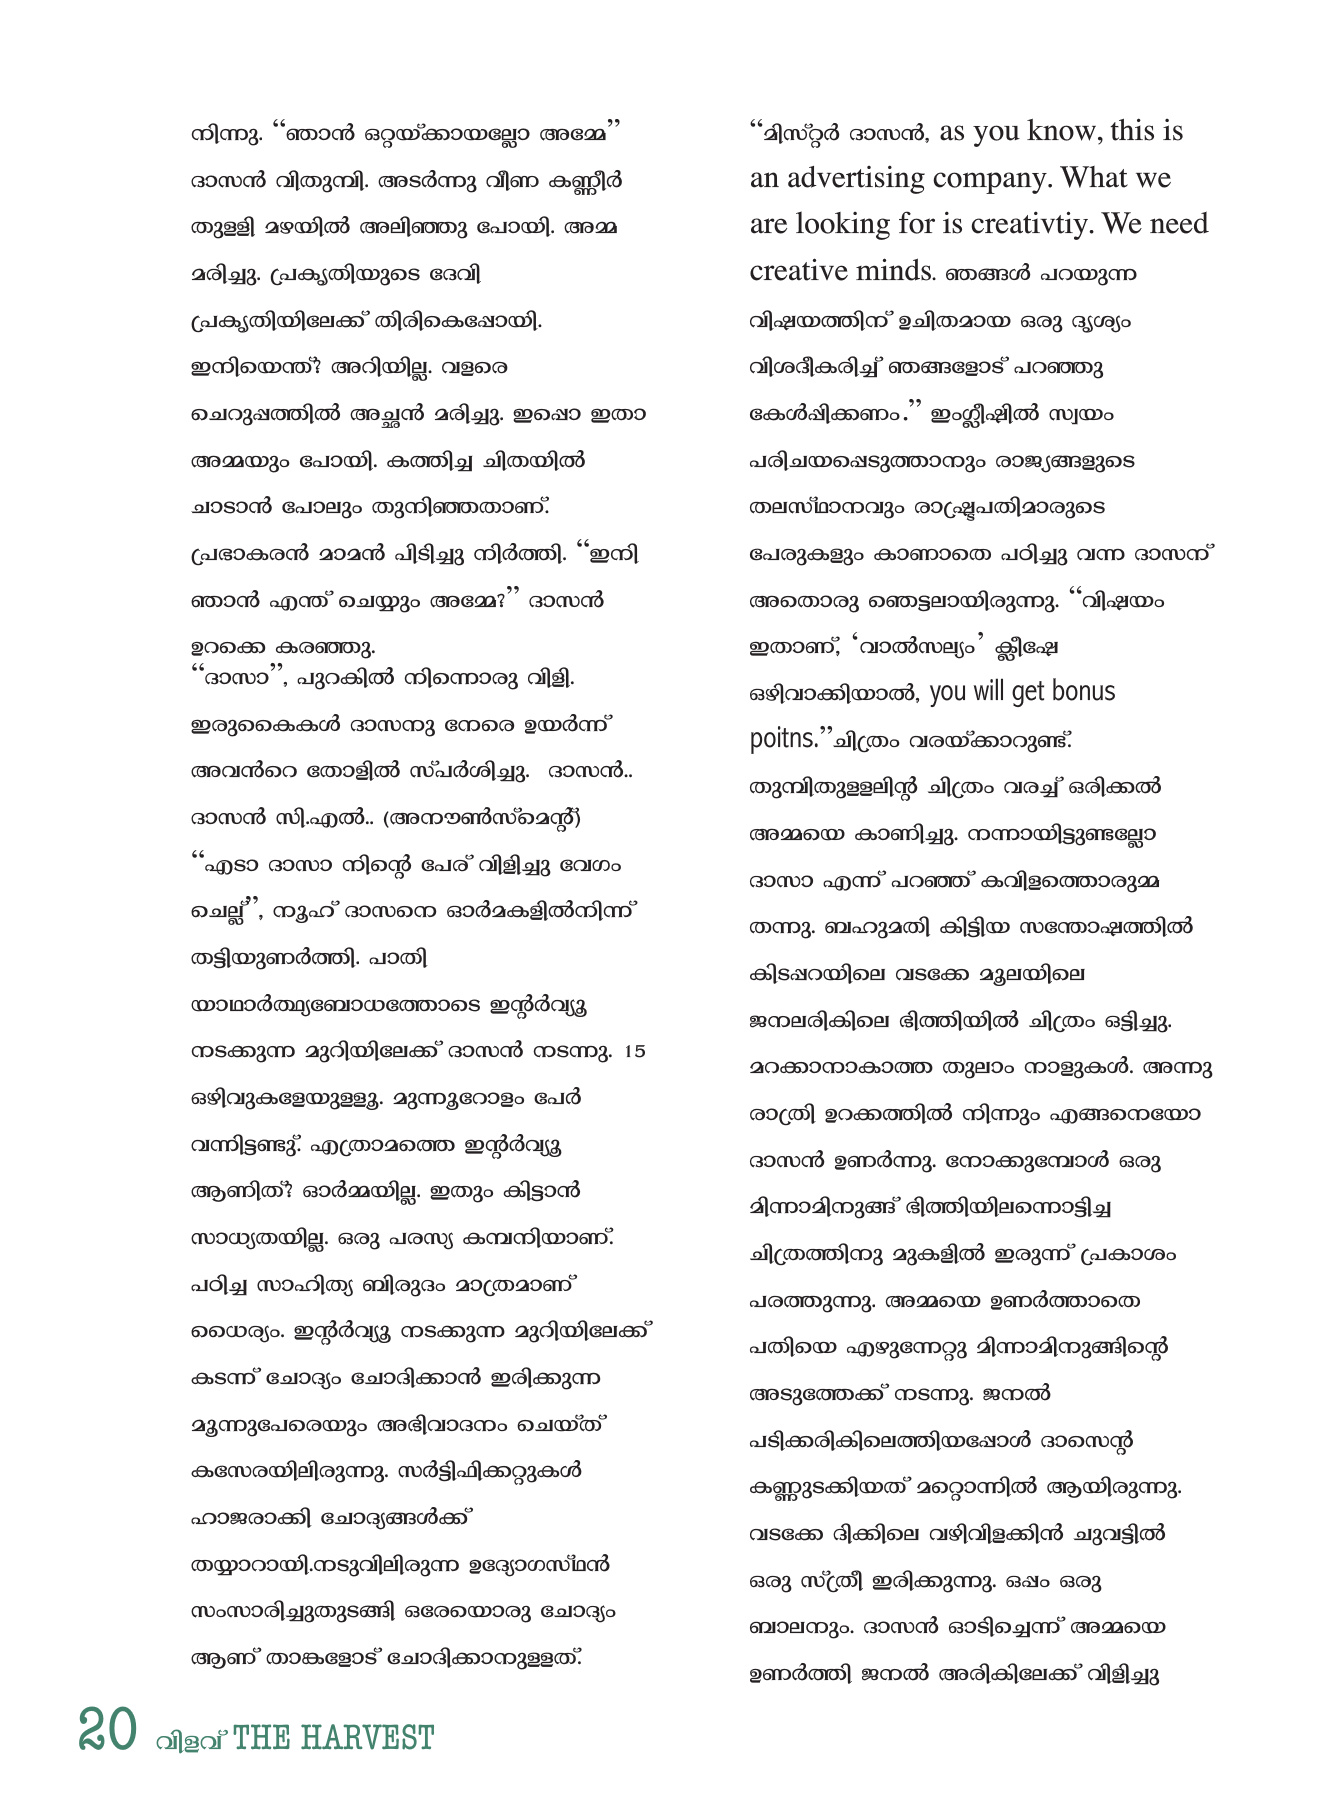 നിന്നു. “ഞാൻ ഒറ്റയ്ക്കായല്ലോ അമ്മേ”
ദാസൻ വിതുമ്പി. അടർന്നു വീണ കണ്ണീർ
തുള്ളി മഴയിൽ അലിഞ്ഞു പോയി. അമ്മ
മരിച്ചു. പ്രകൃതിയുടെ ദേവി
പ്രകൃതിയിലേക്ക് തിരികെപ്പോയി.
ഇനിയെന്ത്? അറിയില്ല. വളരെ
ചെറുപ്പത്തിൽ അച്ഛൻ മരിച്ചു. ഇപ്പൊ ഇതാ
അമ്മയും പോയി. കത്തിച്ച ചിതയിൽ
ചാടാൻ പോലും തുനിഞ്ഞതാണ്.
പ്രഭാകരൻ മാമൻ പിടിച്ചു നിർത്തി. “ഇനി
ഞാൻ എന്ത് ചെയ്യും അമ്മേ?” ദാസൻ
ഉറക്കെ കരഞ്ഞു.
“ദാസാ”, പുറകിൽ നിന്നൊരു വിളി.
ഇരുകൈകൾ ദാസനു നേരെ ഉയർന്ന്
അവൻറെ തോളിൽ സ്പർശിച്ചു. ദാസൻ..
ദാസൻ സി.എൽ.. (അനൗൺസ്മെന്റ്)
“എടാ ദാസാ നിന്റെ പേര് വിളിച്ചു വേഗം
ചെല്ല്”, നൂഹ് ദാസനെ ഓർമകളിൽനിന്ന്
തട്ടിയുണർത്തി. പാതി
യാഥാർത്ഥ്യബോധത്തോടെ ഇന്റർവ്യൂ
നടക്കുന്ന മുറിയിലേക്ക് ദാസൻ നടന്നു. 15
ഒഴിവുകളേയുള്ളൂ. മുന്നൂറോളം പേർ
വന്നിട്ടണ്ടു്. എത്രാമത്തെ ഇന്റർവ്യൂ
ആണിത്? ഓർമ്മയില്ല. ഇതും കിട്ടാൻ
സാധ്യതയില്ല. ഒരു പരസ്യ കമ്പനിയാണ്.
പഠിച്ച സാഹിത്യ ബിരുദം മാത്രമാണ്
ധൈര്യം. ഇന്റർവ്യൂ നടക്കുന്ന മുറിയിലേക്ക്
കടന്ന് ചോദ്യം ചോദിക്കാൻ ഇരിക്കുന്ന
മൂന്നുപേരെയും അഭിവാദനം ചെയ്ത്
കസേരയിലിരുന്നു. സർട്ടിഫിക്കറ്റുകൾ
ഹാജരാക്കി ചോദ്യങ്ങൾക്ക്
തയ്യാറായി.നടുവിലിരുന്ന ഉദ്യോഗസ്ഥൻ
സംസാരിച്ചുതുടങ്ങി ഒരേയൊരു ചോദ്യം
ആണ് താങ്കളോട് ചോദിക്കാനുള്ളത്.
“മിസ്റ്റർ ദാസൻ, as you know, this is
an advertising company. What we
are looking for is creativtiy. We need
creative minds. ഞങ്ങൾ പറയുന്ന
വിഷയത്തിന് ഉചിതമായ ഒരു ദൃശ്യം
വിശദീകരിച്ച് ഞങ്ങളോട് പറഞ്ഞു
കേൾപ്പിക്കണം.” ഇംഗ്ലീഷിൽ സ്വയം
പരിചയപ്പെടുത്താനും രാജ്യങ്ങളുടെ
തലസ്ഥാനവും രാഷ്ട്രപതിമാരുടെ
പേരുകളും കാണാതെ പഠിച്ചു വന്ന ദാസന്
അതൊരു ഞെട്ടലായിരുന്നു. “വിഷയം
ഇതാണ്, ‘വാൽസല്യം’ ക്ലീഷേ
ഒഴിവാക്കിയാൽ, you will get bonus
poitns.”ചിത്രം വരയ്ക്കാറുണ്ട്.
തുമ്പിതുള്ളലിന്റ ചിത്രം വരച്ച് ഒരിക്കൽ
അമ്മയെ കാണിച്ചു. നന്നായിട്ടുണ്ടല്ലോ
ദാസാ എന്ന് പറഞ്ഞ് കവിളത്തൊരുമ്മ
തന്നു. ബഹുമതി കിട്ടിയ സന്തോഷത്തിൽ
കിടപ്പറയിലെ വടക്കേ മൂലയിലെ
ജനലരികിലെ ഭിത്തിയിൽ ചിത്രം ഒട്ടിച്ചു.
മറക്കാനാകാത്ത തുലാം നാളുകൾ. അന്നു
രാത്രി ഉറക്കത്തിൽ നിന്നും എങ്ങനെയോ
ദാസൻ ഉണർന്നു. നോക്കുമ്പോൾ ഒരു
മിന്നാമിനുങ്ങ് ഭിത്തിയിലന്നൊട്ടിച്ച
ചിത്രത്തിനു മുകളിൽ ഇരുന്ന് പ്രകാശം
പരത്തുന്നു. അമ്മയെ ഉണർത്താതെ
പതിയെ എഴുന്നേറ്റു മിന്നാമിനുങ്ങിന്റെ
അടുത്തേക്ക് നടന്നു. ജനൽ
പടിക്കരികിലെത്തിയപ്പോൾ ദാസെന്റ
കണ്ണുടക്കിയത് മറ്റൊന്നിൽ ആയിരുന്നു.
വടക്കേ ദിക്കിലെ വഴിവിളക്കിൻ ചുവട്ടിൽ
ഒരു സ്ത്രീ ഇരിക്കുന്നു. ഒപ്പം ഒരു
ബാലനും. ദാസൻ ഓടിച്ചെന്ന് അമ്മയെ
ഉണർത്തി ജനൽ അരികിലേക്ക് വിളിച്ചു
20 വിളവ് THE HARVEST